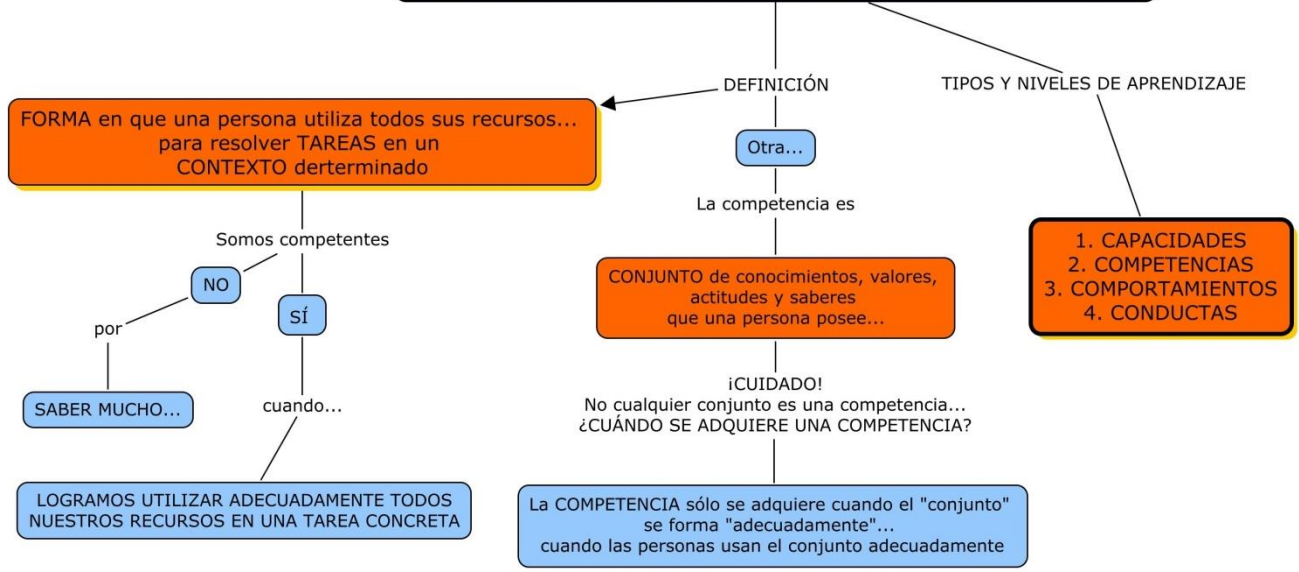 DEFINICIÓN
TIPOS Y NIVELES DE APRENDIZAJE
FORMA en que una persona utiliza todos sus recursos...
para resolver TAREAS en un
CONTEXTO derterminado
Otra...
La competencia es
Somos competentes
NO
SÍ
por
cuando...
SABER MUCHO...
LOGRAMOS UTILIZAR ADECUADAMENTE TODOS
NUESTROS RECURSOS EN UNA TAREA CONCRETA
CONJUNTO de conocimientos, valores,
actitudes y saberes
que una persona posee...
¡CUIDADO!
No cualquier conjunto es una competencia...
¿CUÁNDO SE ADQUIERE UNA COMPETENCIA?
La COMPETENCIA sólo se adquiere cuando el "conjunto"
se forma "adecuadamente"...
cuando las personas usan el conjunto adecuadamente
1. CAPACIDADES
2. COMPETENCIAS
3. COMPORTAMIENTOS
4. CONDUCTAS